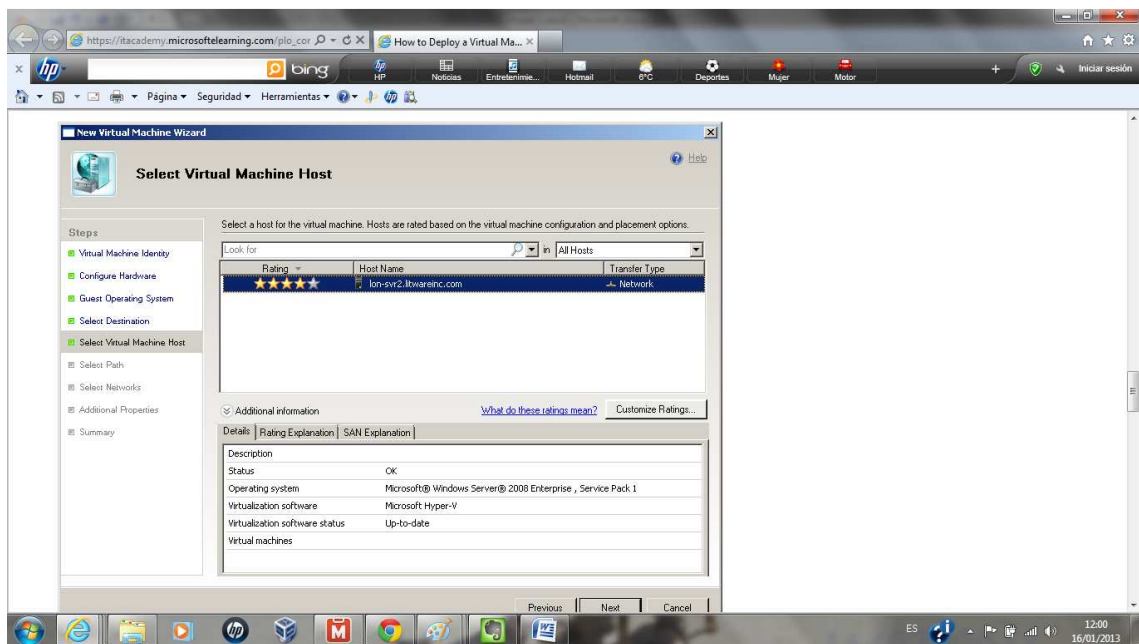 https://itacademy.microsoftelearning.com/plo_cor
How to Deploy a Virtual Ma...
hp
bing
HP
Noticias
Entretenimie...
Hotmail
6ºC
Deportes
Mujer
Motor
Iniciar sesión
Página Seguridad Herramientas
New Virtual Machine Wizard
Select Virtual Machine Host
Help
Steps
Virtual Machine Identity
Configure Hardware
Guest Operating System
Select Destination
Select Virtual Machine Host
Select Path
Select Networks
Additional Properties
Summary
Select a host for the virtual machine. Hosts are rated based on the virtual machine configuration and placement options.
Look for in All Hosts
Rating Host Name Transfer Type
lon-svr2.litwareinc.com Network
Additional information What do these ratings mean? Customize Ratings...
Details Rating Explanation SAN Explanation
Description
Status OK
Operating system Microsoft® Windows Server® 2008 Enterprise , Service Pack 1
Virtualization software Microsoft Hyper-V
Virtualization software status Up-to-date
Virtual machines
Previous Next Cancel
ES
12:00
16/01/2013